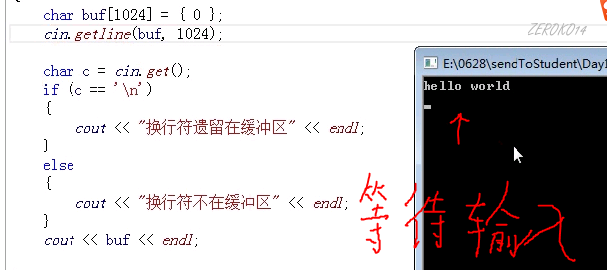 char buf[1024] = { 0 };
cin.getline(buf, 1024);
ZEROKO14
char c = cin.get();
if (c == '\n')
{
cout << "换行符遗留在缓冲区" << endl;
}
else
{
cout << "换行符不在缓冲区" << endl;
}
cout << buf << endl;
E:\0628\sendToStudent\Day1
hello world
等待输入